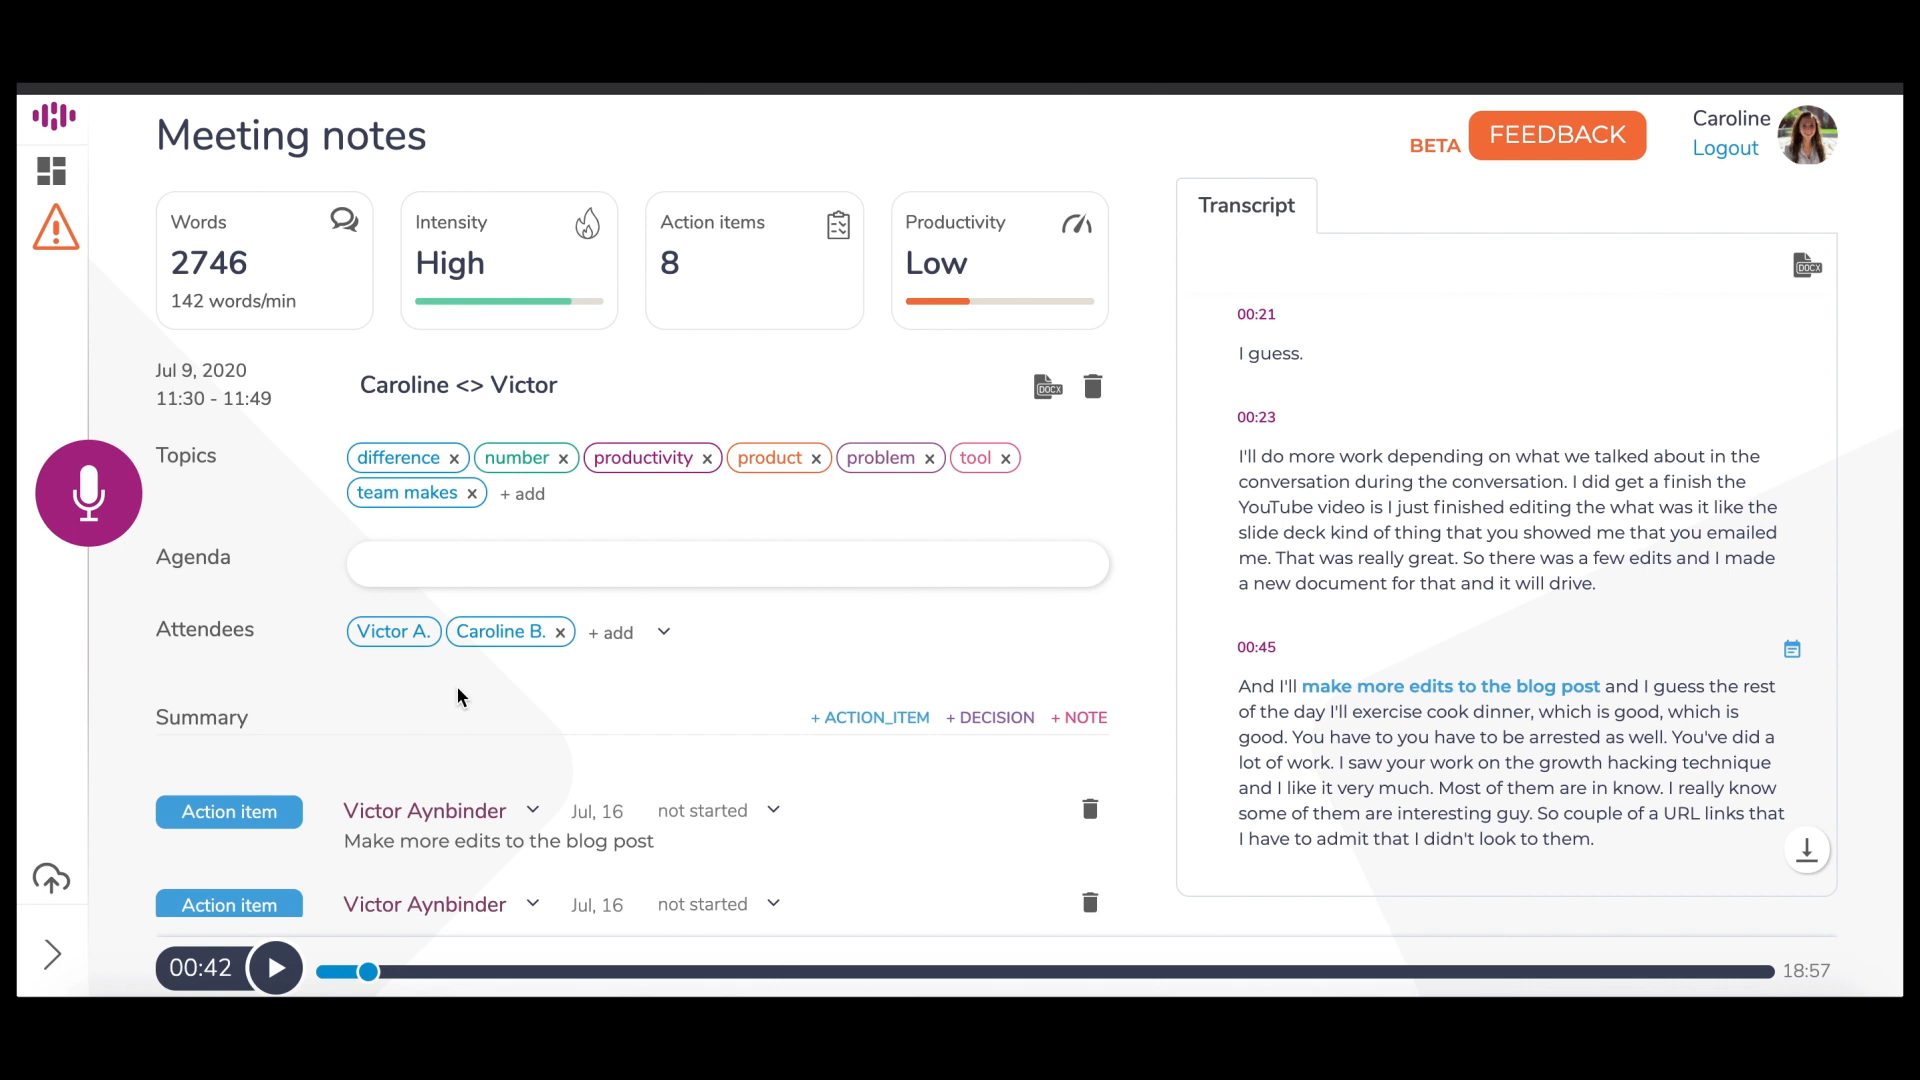 Meeting notes
BETA
FEEDBACK
Caroline
Logout
Words
2746
142 words/min
Intensity
High
Action items
8
Productivity
Low
Jul 9, 2020
11:30 - 11:49
Caroline <> Victor
DOCX
Topics
difference x number x productivity x product x problem x tool x
team makes x + add
Agenda
Attendees
Victor A. Caroline B. x + add
Summary
+ ACTION_ITEM + DECISION + NOTE
Action item Victor Aynbinder Jul, 16 not started
Make more edits to the blog post
Action item Victor Aynbinder Jul, 16 not started
Transcript
DOCX
00:21
I guess.
00:23
I'll do more work depending on what we talked about in the
conversation during the conversation. I did get a finish the
YouTube video is I just finished editing the what was it like the
slide deck kind of thing that you showed me that you emailed
me. That was really great. So there was a few edits and I made
a new document for that and it will drive.
00:45
And I'll make more edits to the blog post and I guess the rest
of the day I'll exercise cook dinner, which is good, which is
good. You have to you have to be arrested as well. You've did a
lot of work. I saw your work on the growth hacking technique
and I like it very much. Most of them are in know. I really know
some of them are interesting guy. So couple of a URL links that
I have to admit that I didn't look to them.
00:42
18:57